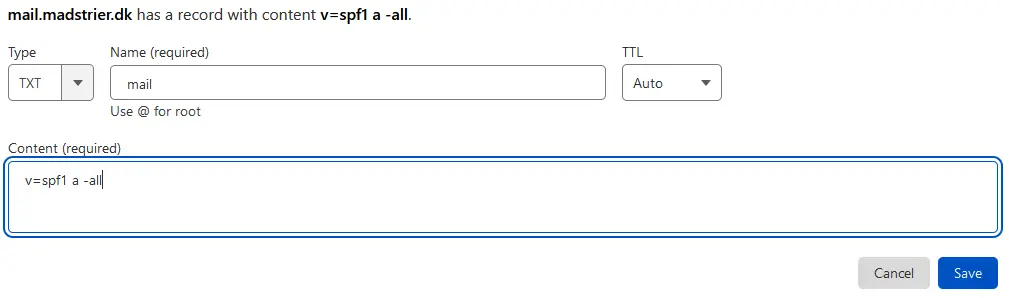 mail.madstrier.dk has a record with content v=spf1 a -all.
Type Name (required) TTL
TXT mail Auto
Use @ for root
Content (required)
v=spf1 a -all
Cancel Save